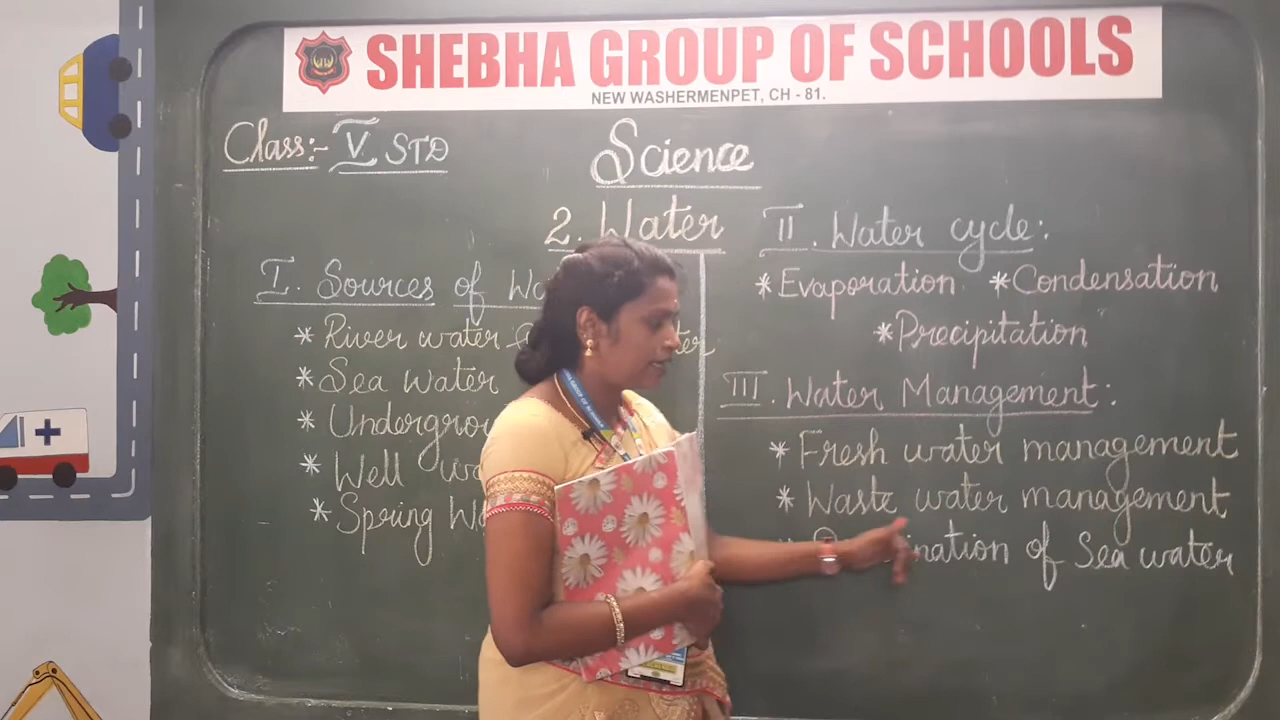 SHEBHA GROUP OF SCHOOLS
NEW WASHERMENPET, CH - 81.
Class:- V STD
Science
2. Water
I. Sources of
* River water
* Sea Water
*
* Well
* Spring
II. Water cycle:
* Evaporation * Condensation
* Precipitation
III. Water Management:
* Fresh water management
* Waste water management
of Sea water